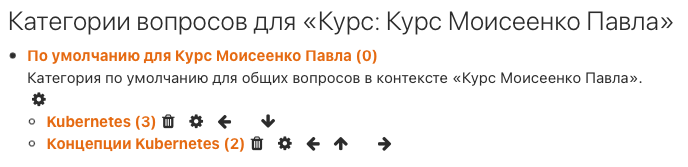 Категории вопросов для «Курс: Курс Моисеенко Павла»
По умолчанию для Курс Моисеенко Павла (0)
Категория по умолчанию для общих вопросов в контексте «Курс Моисеенко Павла».
Kubernetes (3)
Концепции Kubernetes (2)